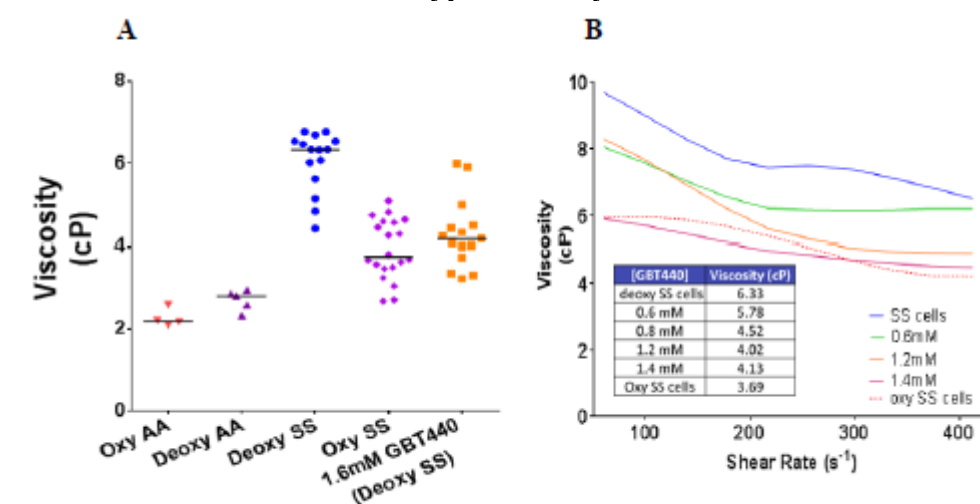 A
Viscosity
(cP)
8
6
4
2
0
Oxy AA
Deoxy AA
Deoxy SS
Oxy SS
1.6mM GBT440
(Deoxy SS)
B
Viscosity
(cP)
10
8
6
4
2
0
100
200
300
400
Shear Rate (s⁻¹)
[GBT440] Viscosity (cP)
deoxy SS cells 6.33
0.6 mM 5.78
0.8 mM 4.52
1.2 mM 4.02
1.4 mM 4.13
Oxy SS cells 3.69
SS cells
0.6mM
1.2mM
1.4mM
oxy SS cells